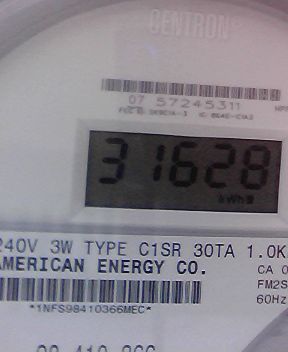 CENTRON®
07 57245311
31628
kWh
240V 3W TYPE C1SR 30TA 1.0K
AMERICAN ENERGY CO.
CA 0
FM2S
60Hz
*1NFS98410366MEC*